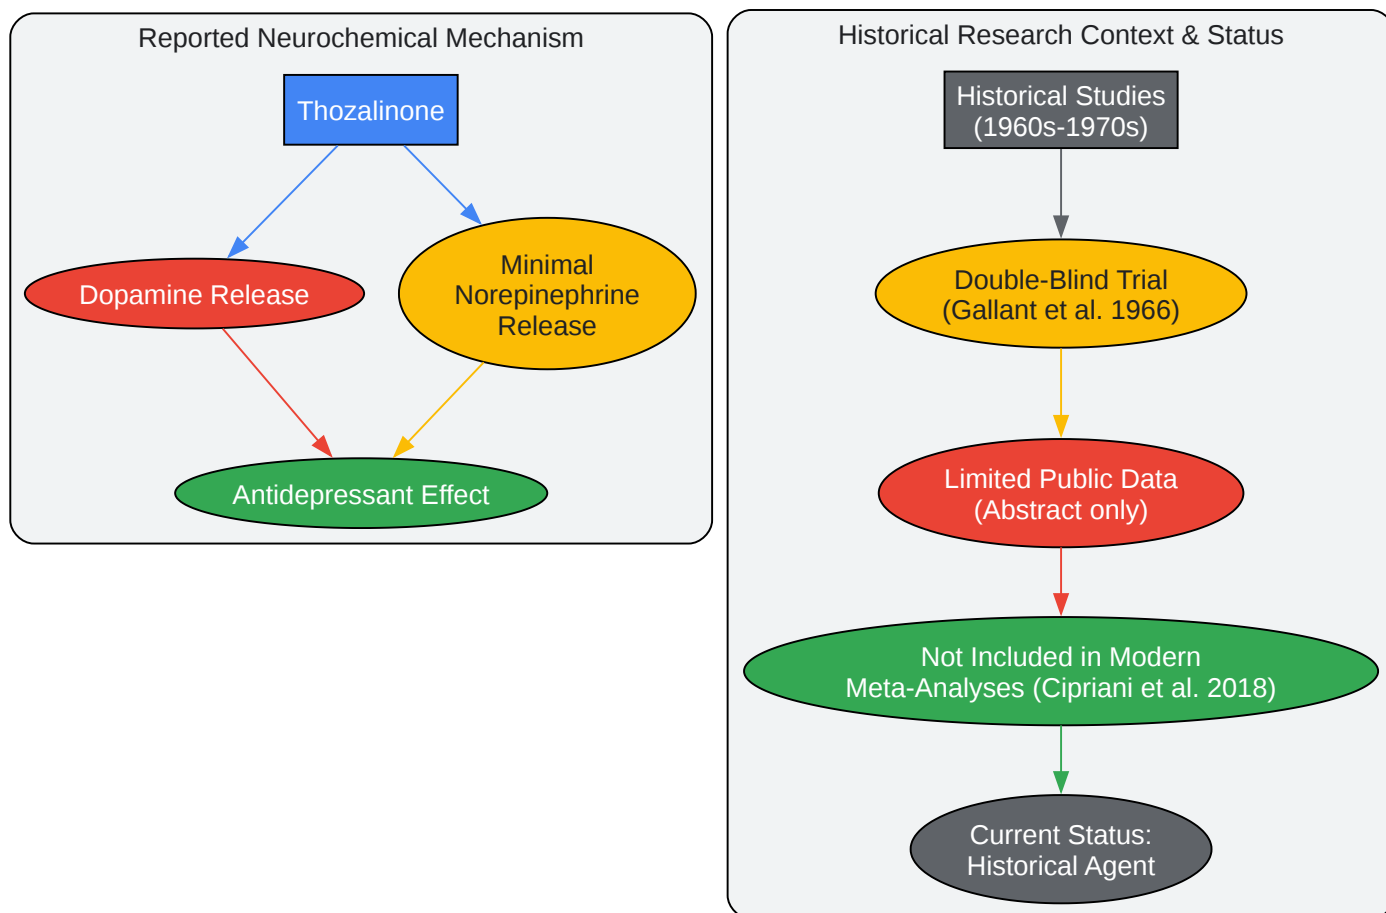 Reported Neurochemical Mechanism
Thozalinone
Dopamine Release
Minimal
Norepinephrine
Release
Antidepressant Effect
Historical Research Context & Status
Historical Studies
(1960s-1970s)
Double-Blind Trial
(Gallant et al. 1966)
Limited Public Data
(Abstract only)
Not Included in Modern
Meta-Analyses (Cipriani et al. 2018)
Current Status:
Historical Agent